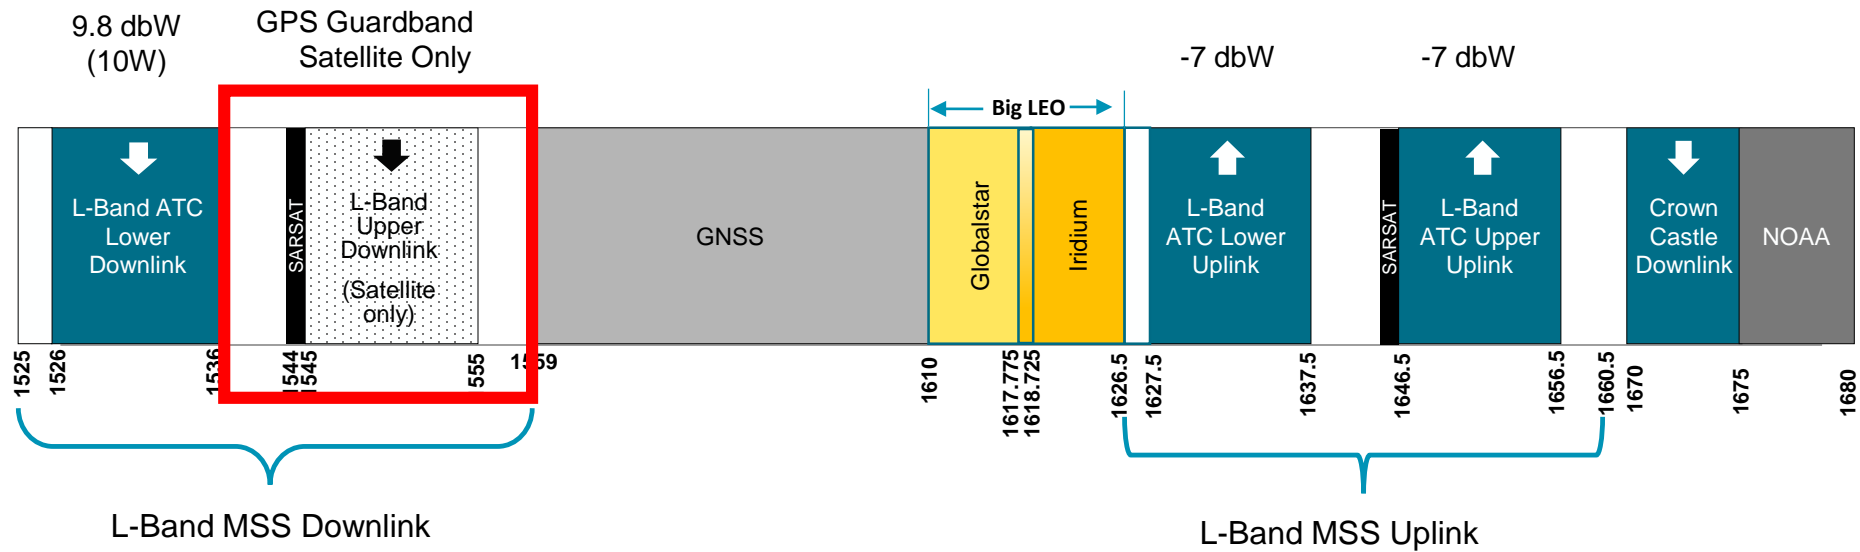 9.8 dbW
(10W)
GPS Guardband
Satellite Only
-7 dbW
-7 dbW
Big LEO
L-Band ATC
Lower
Downlink
SARSAT
L-Band
Upper
Downlink
(Satellite
only)
GNSS
Globalstar
Iridium
L-Band
ATC Lower
Uplink
SARSAT
L-Band
ATC Upper
Uplink
Crown
Castle
Downlink
NOAA
1525
1526
1536
1544
1545
555
1559
1610
1617.775
1618.725
1626.5
1627.5
1637.5
1646.5
1656.5
1660.5
1670
1675
1680
L-Band MSS Downlink
L-Band MSS Uplink